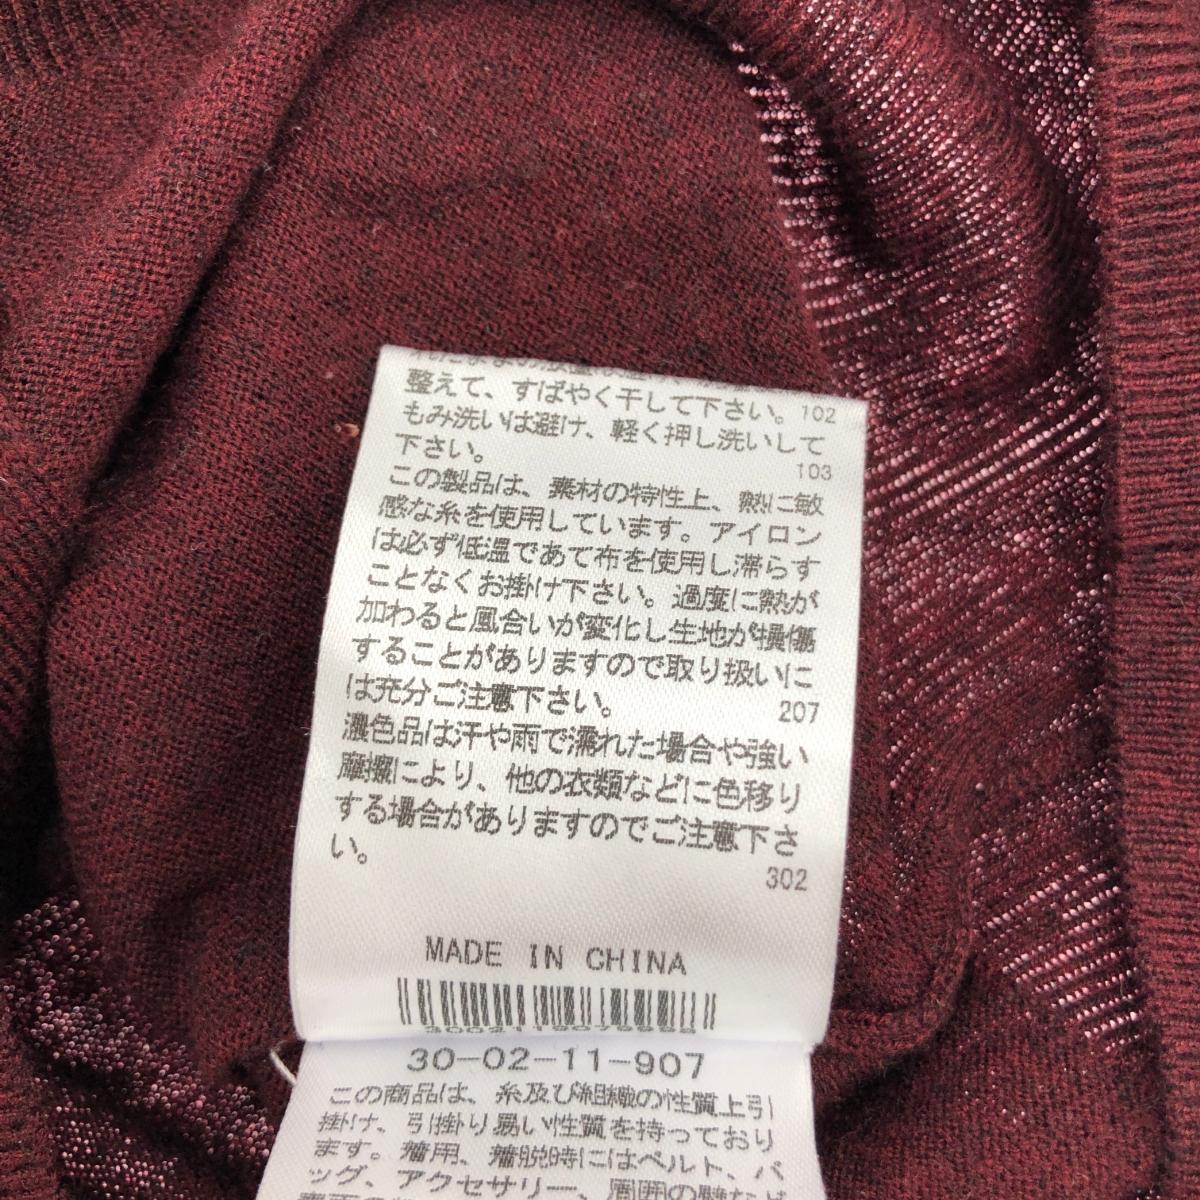 整えて、すばやく干して下さい。102
もみ洗いは避け、軽く押し洗いして
下さい。 103
この製品は、素材の特性上、熱に敏
感な糸を使用しています。アイロン
は必ず低温であて布を使用し滞らす
ことなくお掛け下さい。過度に熱が
加わると風合いが変化し生地が損傷
することがありますので取り扱いに
は充分ご注意下さい。 207
濃色品は汗や雨で濡れた場合や強い
摩擦により、他の衣類などに色移り
する場合がありますのでご注意下さ
い。 302
MADE IN CHINA
30-02-11-907
この商品は、糸及び組織の性質上引
掛け、引掛り易い性質を持っており
ます。着用、着脱時にはベルト、バ
ッグ、アクセサリー、周囲の壁など